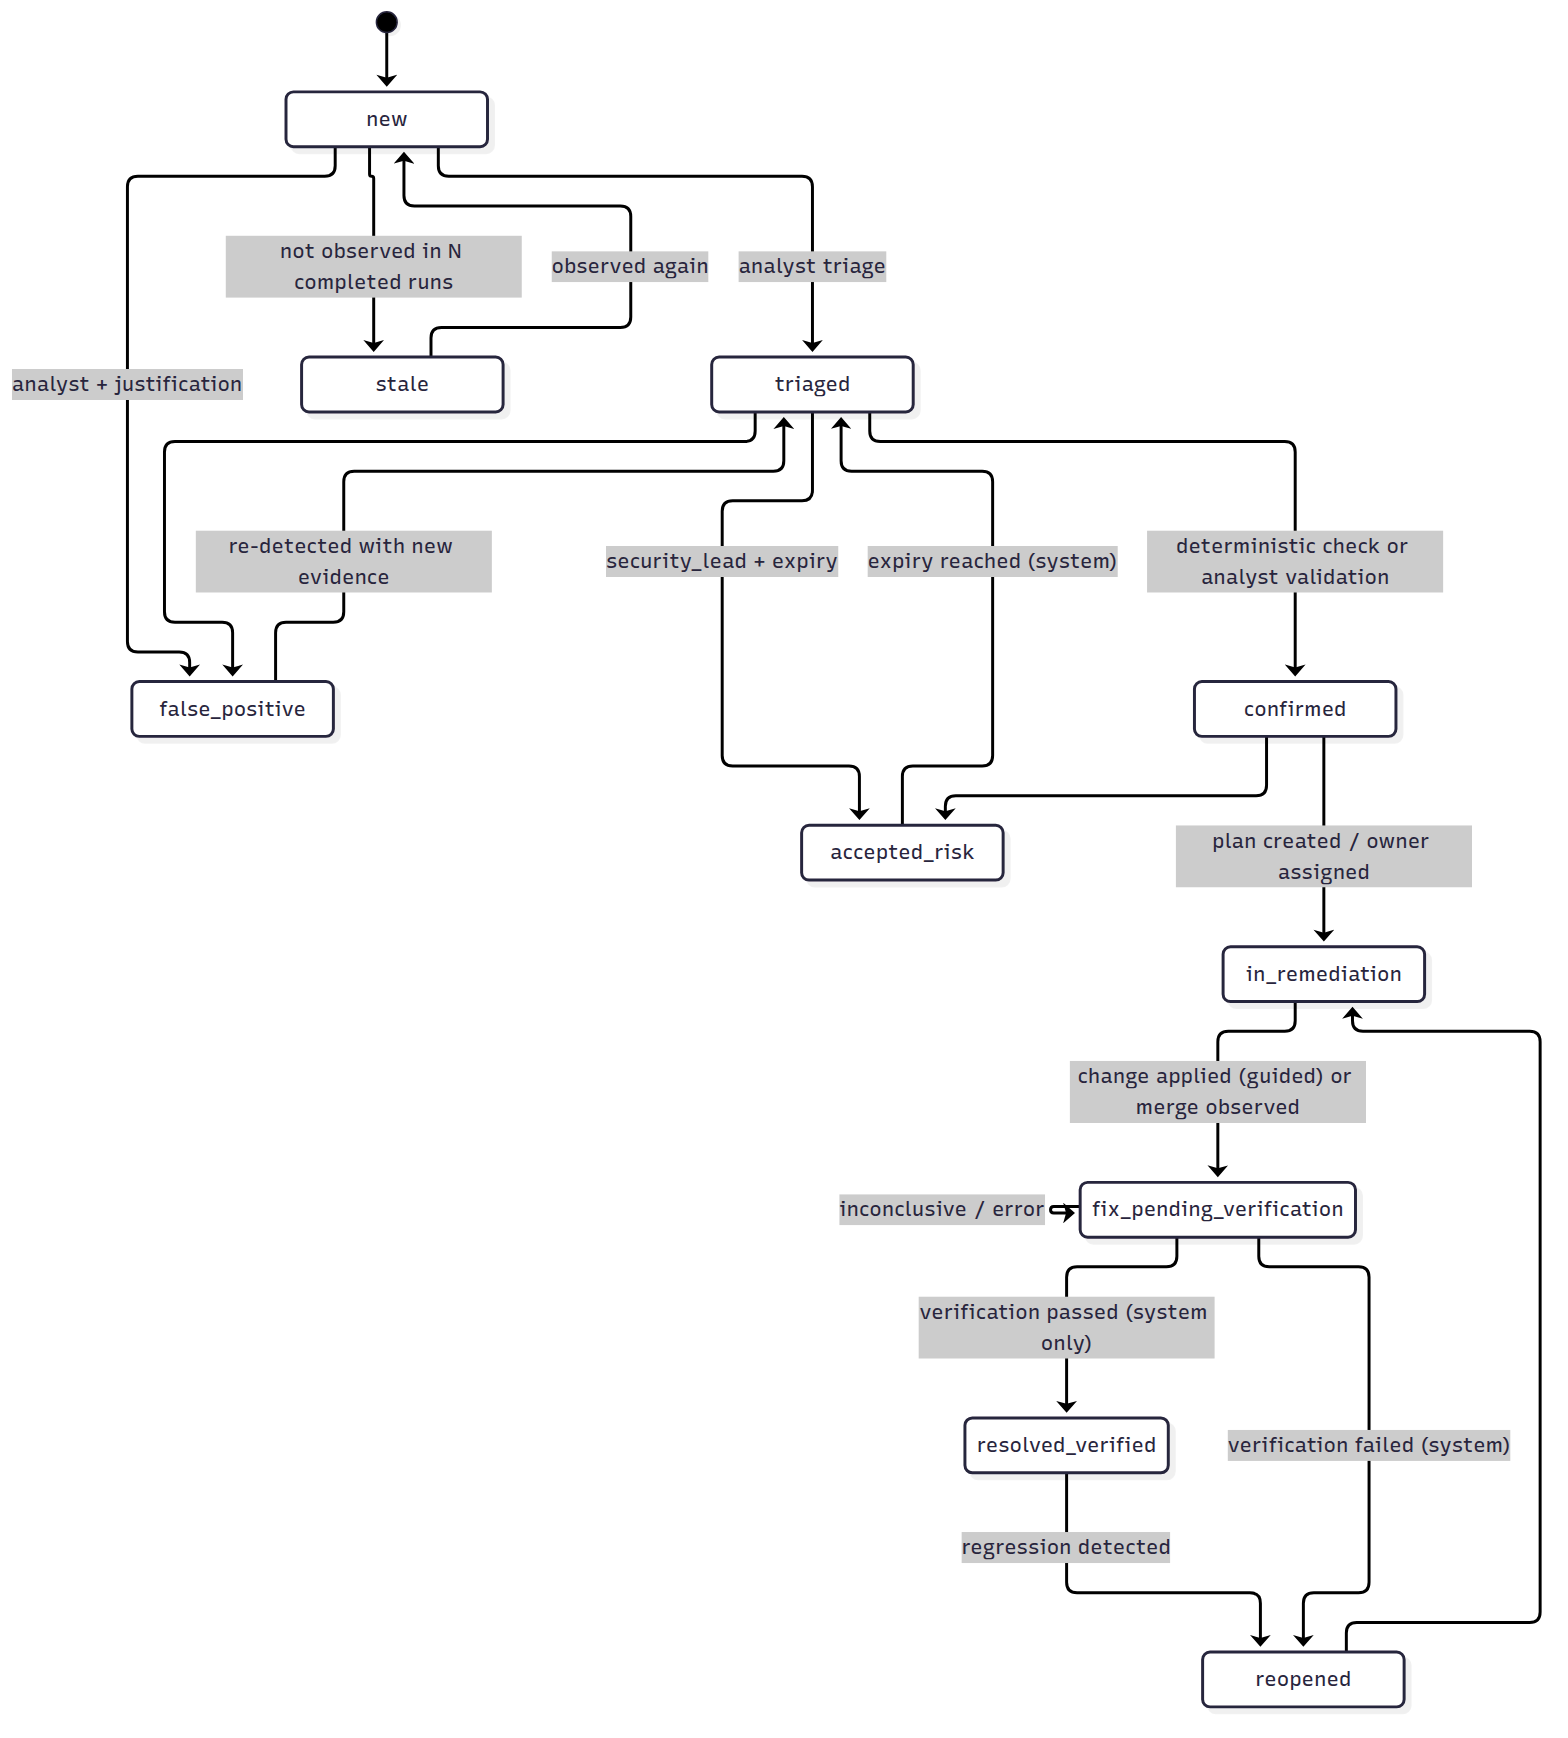 new
not observed in N
completed runs
observed again
analyst triage
analyst + justification
stale
triaged
re-detected with new
evidence
security_lead + expiry
expiry reached (system)
deterministic check or
analyst validation
false_positive
confirmed
accepted_risk
plan created / owner
assigned
in_remediation
change applied (guided) or
merge observed
inconclusive / error
fix_pending_verification
verification passed (system
only)
resolved_verified
verification failed (system)
regression detected
reopened